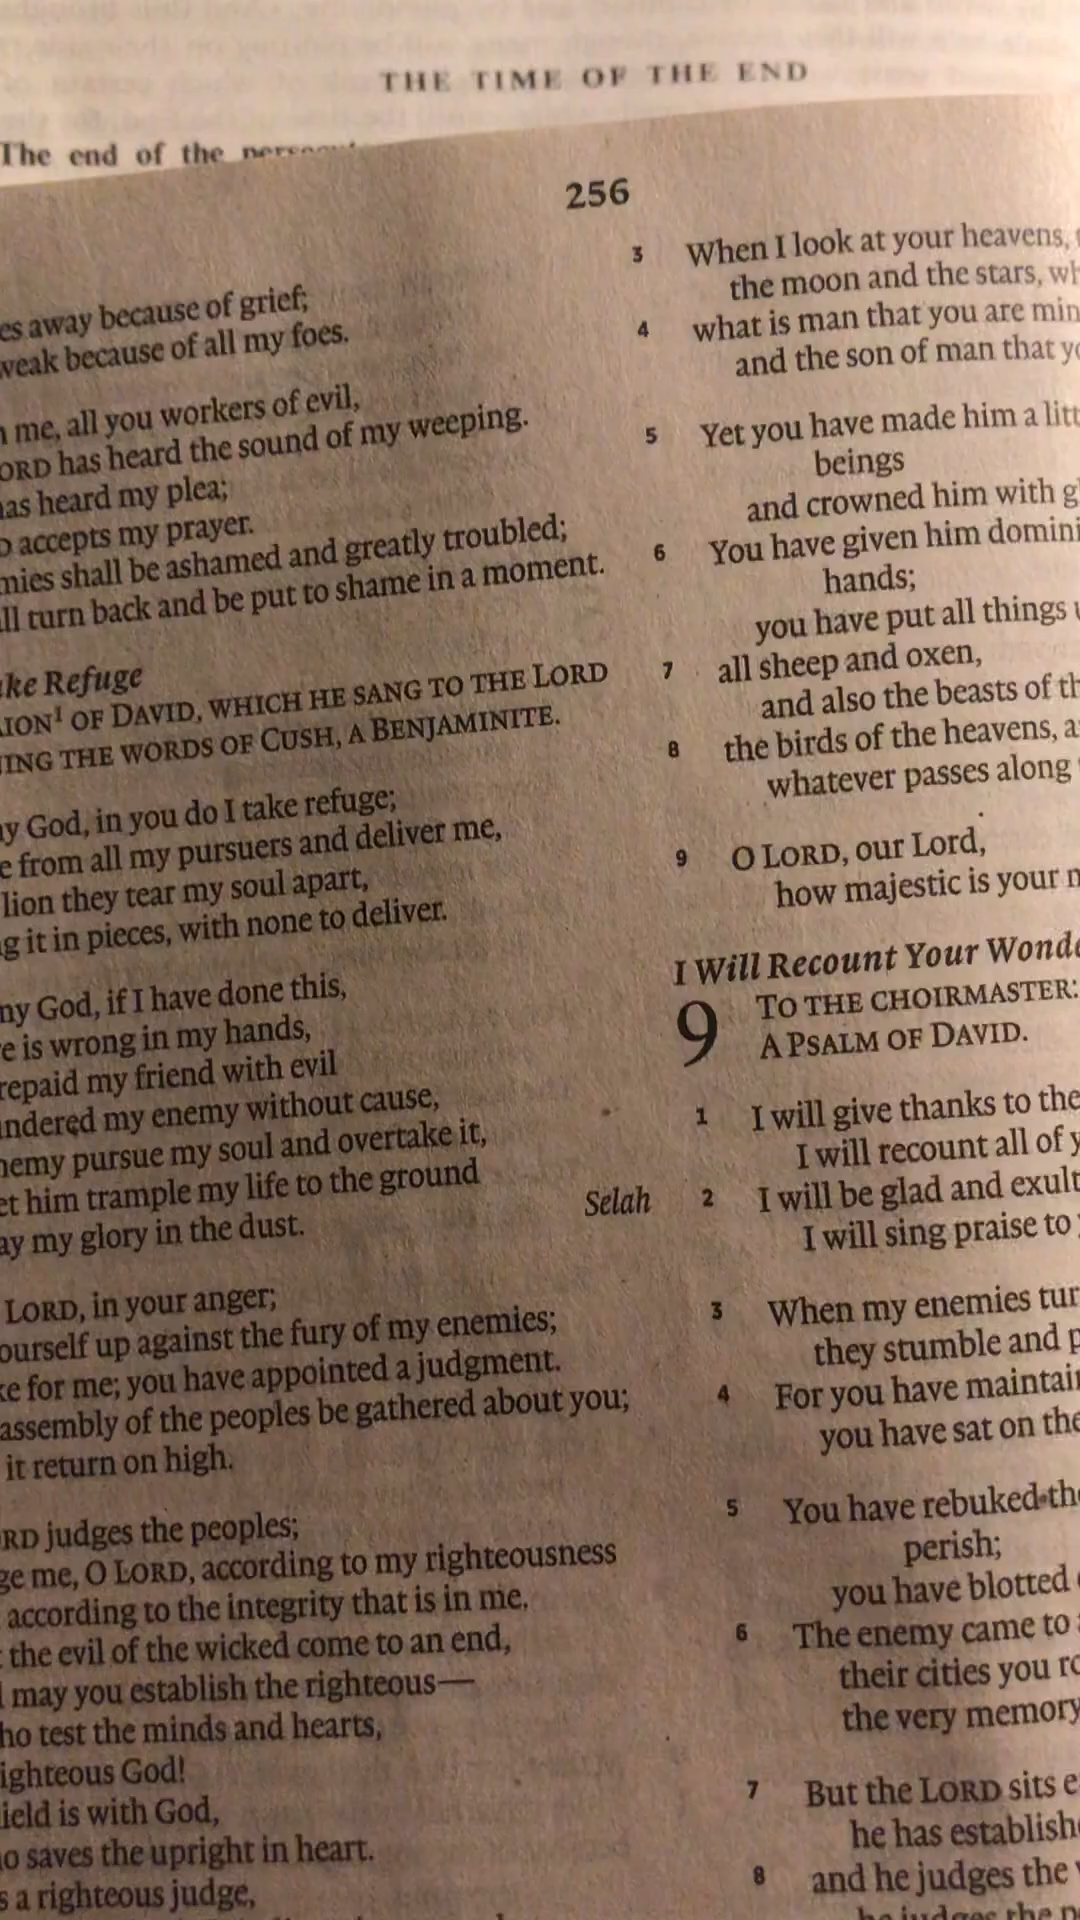 THE TIME OF THE END
The end of the
256
es away because of grief;
weak because of all my foes.
me, all you workers of evil,
ORD has heard the sound of my weeping.
as heard my plea;
accepts my prayer.
mies shall be ashamed and greatly troubled;
ll turn back and be put to shame in a moment.
ke Refuge
AION¹ OF DAVID, WHICH HE SANG TO THE LORD
ING THE WORDS OF CUSH, A BENJAMINITE.
y God, in you do I take refuge;
e from all my pursuers and deliver me,
lion they tear my soul apart,
g it in pieces, with none to deliver.
my God, if I have done this,
e is wrong in my hands,
repaid my friend with evil
ndered my enemy without cause,
nemy pursue my soul and overtake it,
et him trample my life to the ground
ay my glory in the dust. Selah
LORD, in your anger;
ourself up against the fury of my enemies;
ke for me; you have appointed a judgment.
assembly of the peoples be gathered about you;
it return on high.
RD judges the peoples;
ge me, O LORD, according to my righteousness
according to the integrity that is in me.
the evil of the wicked come to an end,
may you establish the righteous—
ho test the minds and hearts,
ighteous God!
ield is with God,
o saves the upright in heart.
s a righteous judge,
3 When I look at your heavens,
the moon and the stars, wh
4 what is man that you are min
and the son of man that yo
5 Yet you have made him a litt
beings
and crowned him with gl
6 You have given him domini
hands;
you have put all things u
7 all sheep and oxen,
and also the beasts of th
8 the birds of the heavens, a
whatever passes along
9 O LORD, our Lord,
how majestic is your n
I Will Recount Your Wonde
9 TO THE CHOIRMASTER:
A PSALM OF DAVID.
1 I will give thanks to the
I will recount all of y
2 I will be glad and exult
I will sing praise to
3 When my enemies tur
they stumble and p
4 For you have maintai
you have sat on the
5 You have rebuked the
perish;
you have blotted
6 The enemy came to
their cities you ro
the very memory
7 But the LORD sits e
he has establish
8 and he judges the
he judges the p